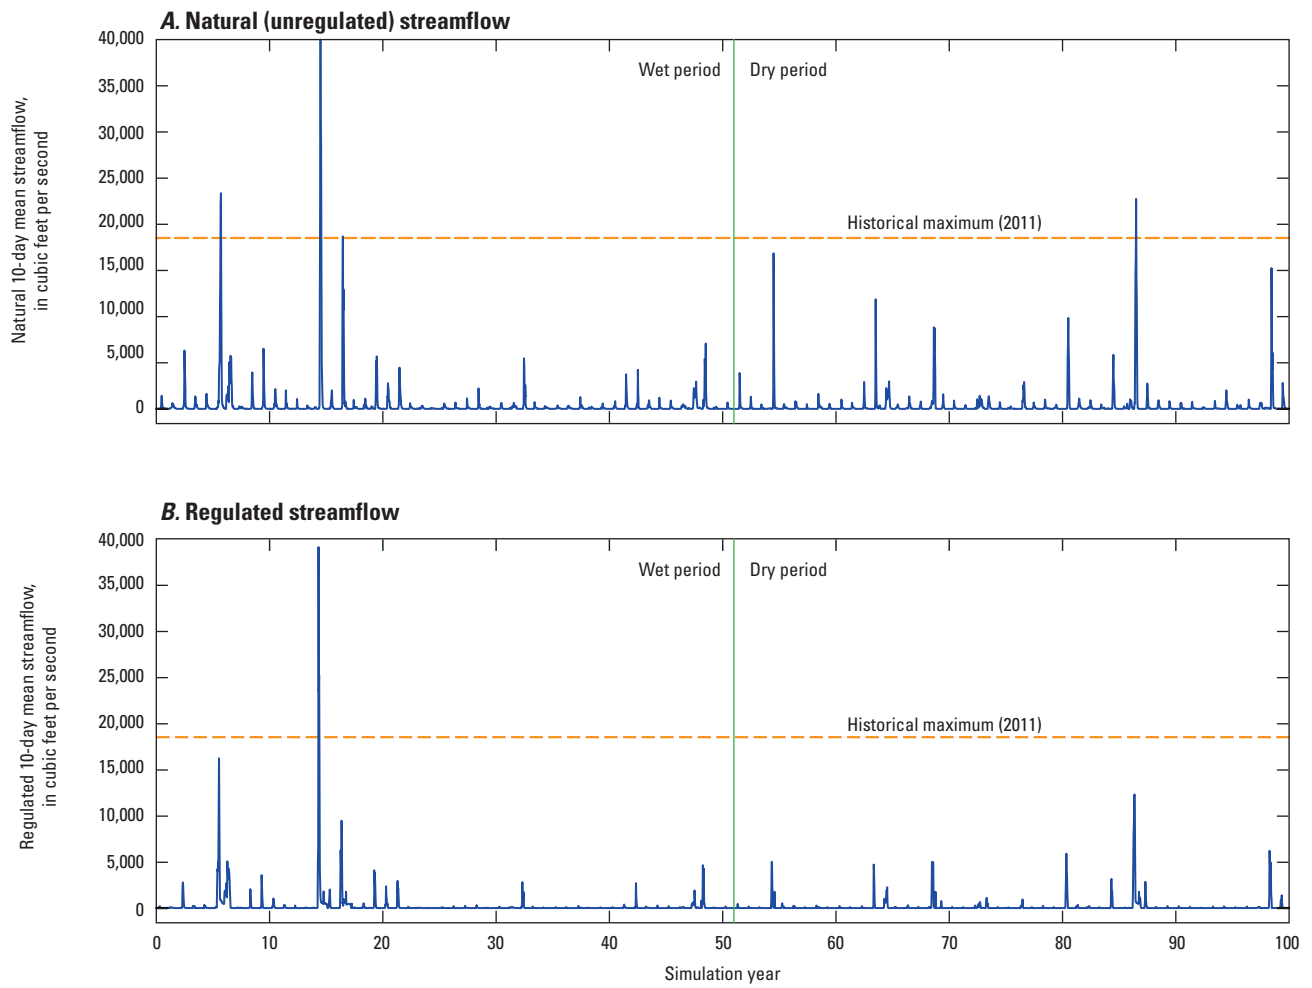 A. Natural (unregulated) streamflow
Natural 10-day mean streamflow,
in cubic feet per second
40,000
35,000
30,000
25,000
20,000
15,000
10,000
5,000
0
Wet period
Dry period
Historical maximum (2011)
B. Regulated streamflow
Regulated 10-day mean streamflow,
in cubic feet per second
40,000
35,000
30,000
25,000
20,000
15,000
10,000
5,000
0
Wet period
Dry period
Historical maximum (2011)
0 10 20 30 40 50 60 70 80 90 100
Simulation year